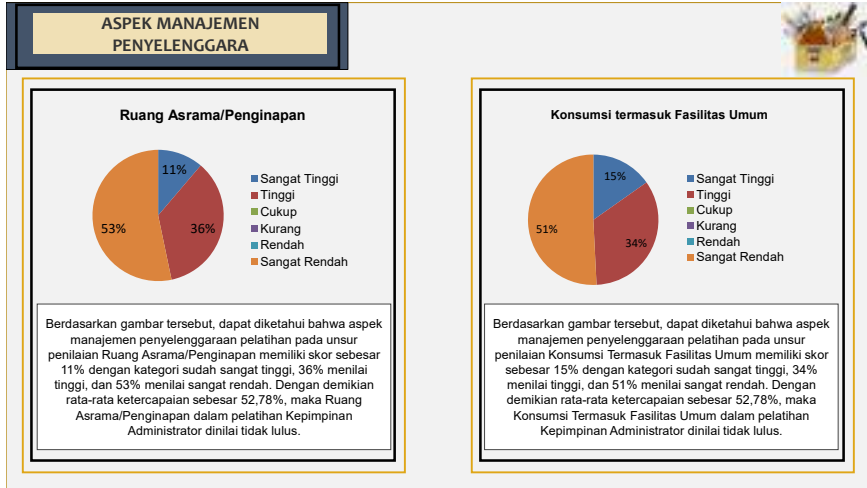 ASPEK MANAJEMEN
PENYELENGGARA
Ruang Asrama/Penginapan
11%
36%
53%
Sangat Tinggi
Tinggi
Cukup
Kurang
Rendah
Sangat Rendah
Berdasarkan gambar tersebut, dapat diketahui bahwa aspek
manajemen penyelenggaraan pelatihan pada unsur
penilaian Ruang Asrama/Penginapan memiliki skor sebesar
11% dengan kategori sudah sangat tinggi, 36% menilai
tinggi, dan 53% menilai sangat rendah. Dengan demikian
rata-rata ketercapaian sebesar 52,78%, maka Ruang
Asrama/Penginapan dalam pelatihan Kepimpinan
Administrator dinilai tidak lulus.
Konsumsi termasuk Fasilitas Umum
15%
34%
51%
Sangat Tinggi
Tinggi
Cukup
Kurang
Rendah
Sangat Rendah
Berdasarkan gambar tersebut, dapat diketahui bahwa aspek
manajemen penyelenggaraan pelatihan pada unsur
penilaian Konsumsi Termasuk Fasilitas Umum memiliki skor
sebesar 15% dengan kategori sudah sangat tinggi, 34%
menilai tinggi, dan 51% menilai sangat rendah. Dengan
demikian rata-rata ketercapaian sebesar 52,78%, maka
Konsumsi Termasuk Fasilitas Umum dalam pelatihan
Kepimpinan Administrator dinilai tidak lulus.